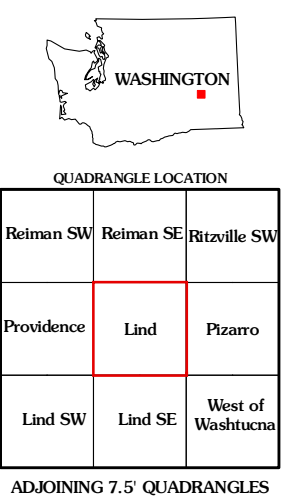 WASHINGTON
QUADRANGLE LOCATION
Reiman SW Reiman SE Ritzville SW
Providence Lind Pizarro
Lind SW Lind SE West of
Washtucna
ADJOINING 7.5' QUADRANGLES